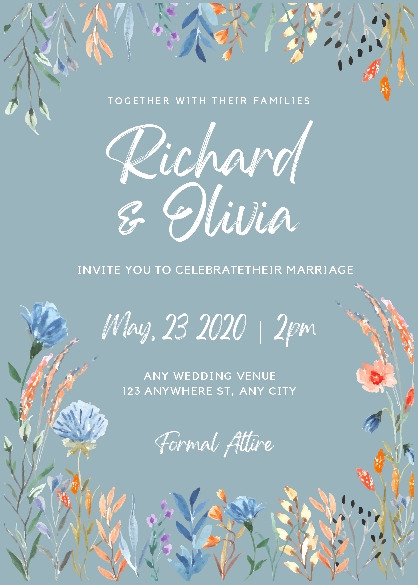 TOGETHER WITH THEIR FAMILIES
Richard
& Olivia
INVITE YOU TO CELEBRATETHEIR MARRIAGE
May, 23 2020 | 2pm
ANY WEDDING VENUE
123 ANYWHERE ST, ANY CITY
Formal Attire